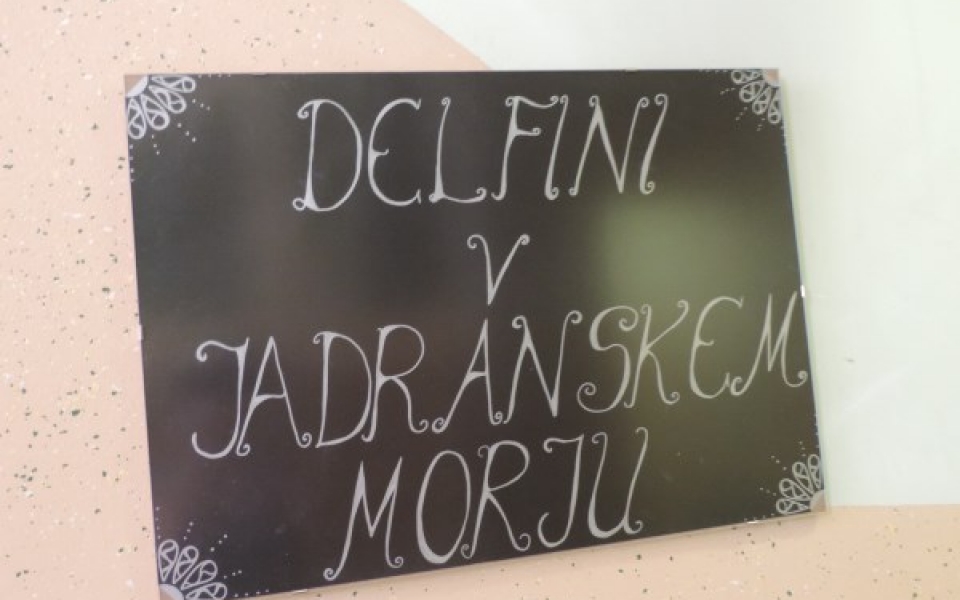 DELFINI
V
JADRANSKEM
MORJU